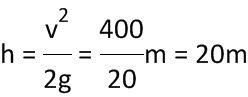 h = v²/2g = 400/20 m = 20m